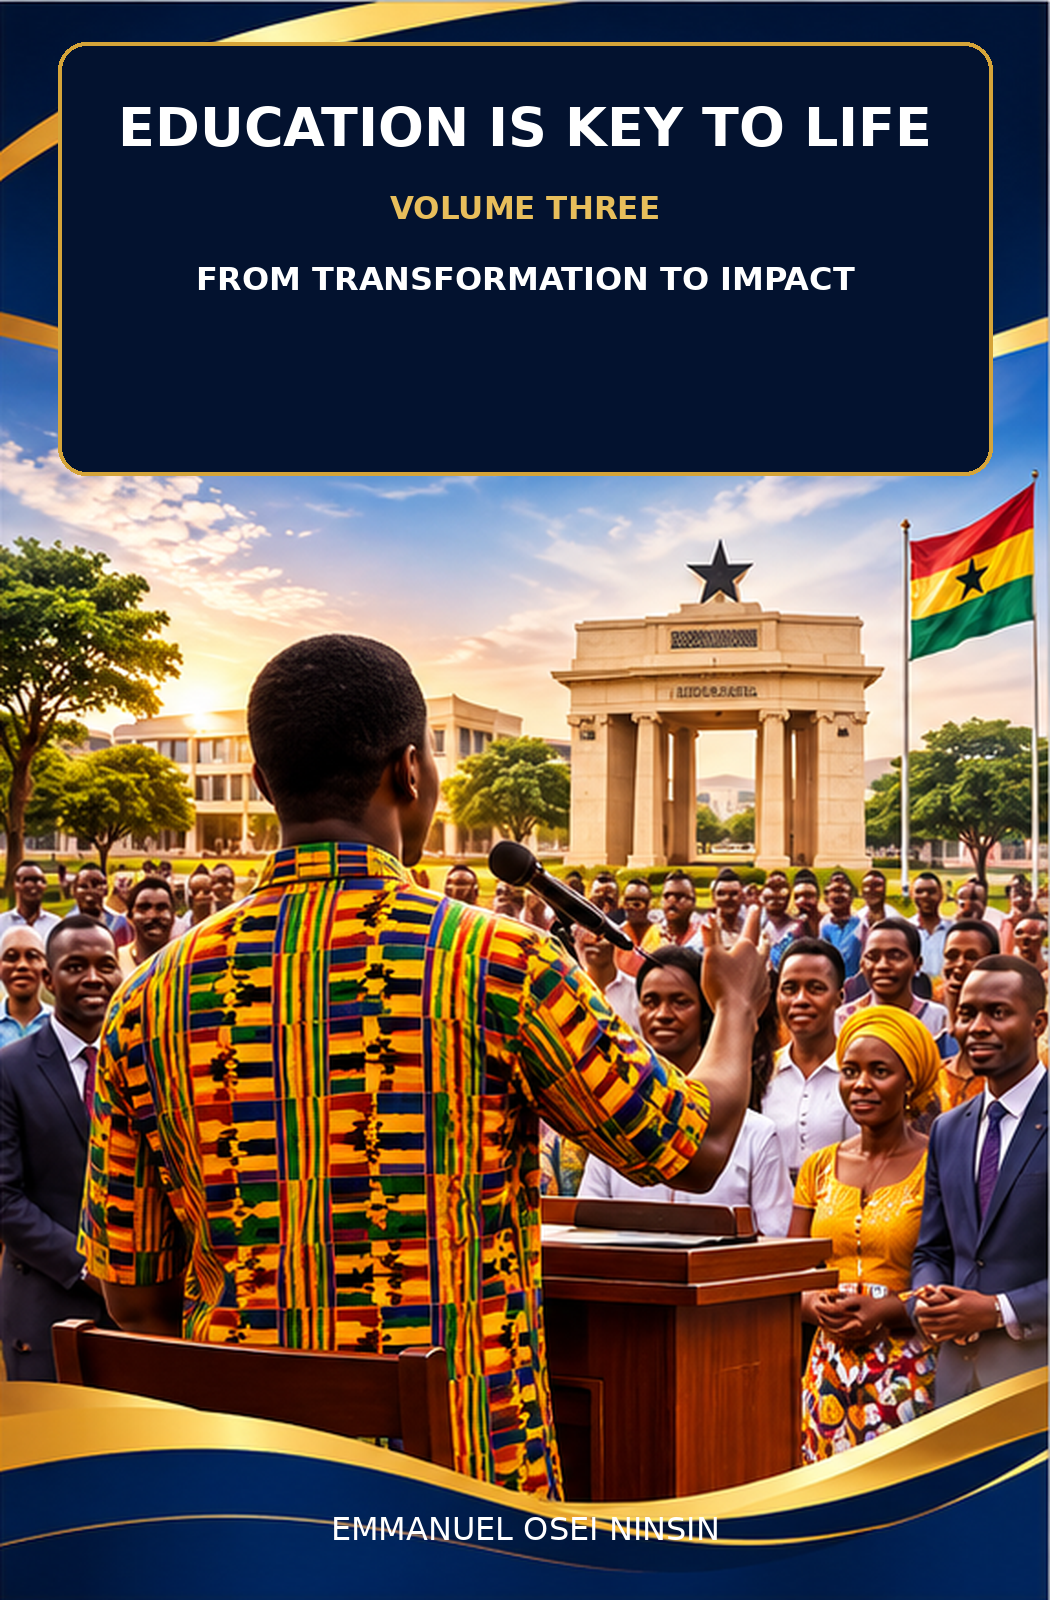 EDUCATION IS KEY TO LIFE
VOLUME THREE
FROM TRANSFORMATION TO IMPACT
EMMANUEL OSEI NINSIN